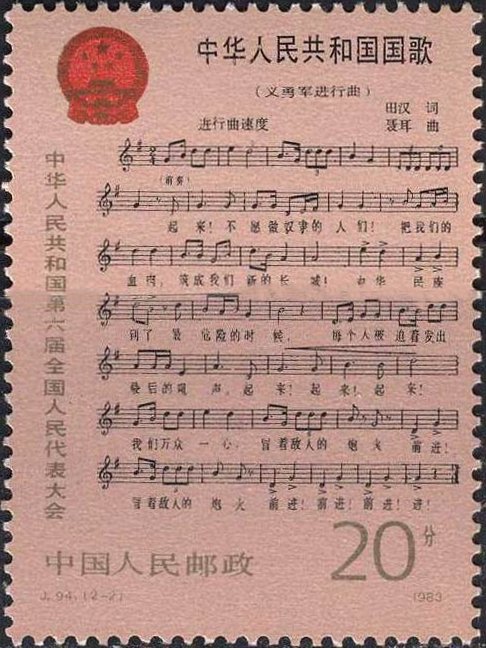 中华人民共和国国歌
(义勇军进行曲)
田汉 词
进行曲速度 聂耳 曲
(前奏)
起来!不愿做奴隶的人们!把我们的
血肉,筑成我们新的长城!中华民族
到了最危险的时候,每个人被迫着发出
最后的吼声,起来!起来!起来!
我们万众一心,冒着敌人的炮火前进!
冒着敌人的炮火前进!前进!前进!进!
中华人民共和国第六届全国人民代表大会
20分
中国人民邮政
J.94.(2-2) 1983